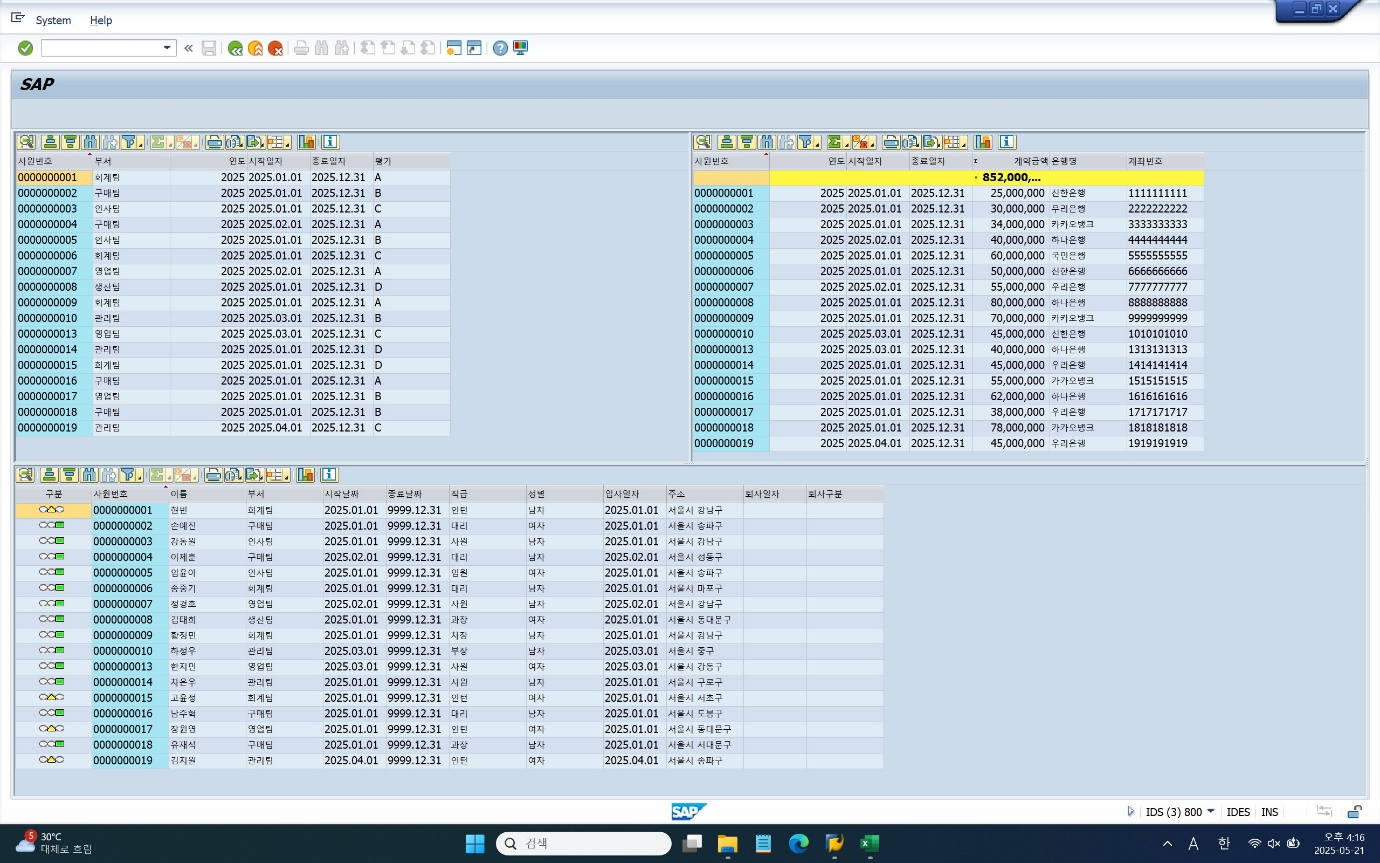 System Help
SAP
사원번호 부서 연도 시작일자 종료일자 평가
0000000001 회계팀 2025 2025.01.01 2025.12.31 A
0000000002 구매팀 2025 2025.01.01 2025.12.31 B
0000000003 인사팀 2025 2025.01.01 2025.12.31 C
0000000004 구매팀 2025 2025.02.01 2025.12.31 A
0000000005 인사팀 2025 2025.01.01 2025.12.31 B
0000000006 회계팀 2025 2025.01.01 2025.12.31 C
0000000007 영업팀 2025 2025.02.01 2025.12.31 A
0000000008 생산팀 2025 2025.01.01 2025.12.31 D
0000000009 회계팀 2025 2025.01.01 2025.12.31 A
0000000010 관리팀 2025 2025.03.01 2025.12.31 B
0000000013 영업팀 2025 2025.03.01 2025.12.31 C
0000000014 관리팀 2025 2025.01.01 2025.12.31 D
0000000015 회계팀 2025 2025.01.01 2025.12.31 D
0000000016 구매팀 2025 2025.01.01 2025.12.31 A
0000000017 영업팀 2025 2025.01.01 2025.12.31 B
0000000018 구매팀 2025 2025.01.01 2025.12.31 B
0000000019 관리팀 2025 2025.04.01 2025.12.31 C
사원번호 연도 시작일자 종료일자 Σ 계약금액 은행명 계좌번호
852,000,...
0000000001 2025 2025.01.01 2025.12.31 25,000,000 신한은행 1111111111
0000000002 2025 2025.01.01 2025.12.31 30,000,000 우리은행 2222222222
0000000003 2025 2025.01.01 2025.12.31 34,000,000 카카오뱅크 3333333333
0000000004 2025 2025.02.01 2025.12.31 40,000,000 하나은행 4444444444
0000000005 2025 2025.01.01 2025.12.31 60,000,000 국민은행 5555555555
0000000006 2025 2025.01.01 2025.12.31 50,000,000 신한은행 6666666666
0000000007 2025 2025.02.01 2025.12.31 55,000,000 우리은행 7777777777
0000000008 2025 2025.01.01 2025.12.31 80,000,000 하나은행 8888888888
0000000009 2025 2025.01.01 2025.12.31 70,000,000 카카오뱅크 9999999999
0000000010 2025 2025.03.01 2025.12.31 45,000,000 신한은행 1010101010
0000000013 2025 2025.03.01 2025.12.31 40,000,000 하나은행 1313131313
0000000014 2025 2025.01.01 2025.12.31 45,000,000 우리은행 1414141414
0000000015 2025 2025.01.01 2025.12.31 55,000,000 카카오뱅크 1515151515
0000000016 2025 2025.01.01 2025.12.31 62,000,000 하나은행 1616161616
0000000017 2025 2025.01.01 2025.12.31 38,000,000 우리은행 1717171717
0000000018 2025 2025.01.01 2025.12.31 78,000,000 카카오뱅크 1818181818
0000000019 2025 2025.04.01 2025.12.31 45,000,000 우리은행 1919191919
구분 사원번호 이름 부서 시작날짜 종료날짜 직급 성별 입사일자 주소 퇴사일자 퇴사구분
0000000001 현빈 회계팀 2025.01.01 9999.12.31 인턴 남자 2025.01.01 서울시 강남구
0000000002 손예진 구매팀 2025.01.01 9999.12.31 대리 여자 2025.01.01 서울시 송파구
0000000003 강동원 인사팀 2025.01.01 9999.12.31 사원 남자 2025.01.01 서울시 강남구
0000000004 이제훈 구매팀 2025.02.01 9999.12.31 대리 남자 2025.02.01 서울시 성동구
0000000005 임윤아 인사팀 2025.01.01 9999.12.31 임원 여자 2025.01.01 서울시 송파구
0000000006 송중기 회계팀 2025.01.01 9999.12.31 대리 남자 2025.01.01 서울시 마포구
0000000007 정경호 영업팀 2025.02.01 9999.12.31 사원 남자 2025.02.01 서울시 강남구
0000000008 김태희 생산팀 2025.01.01 9999.12.31 과장 여자 2025.01.01 서울시 동대문구
0000000009 황정민 회계팀 2025.01.01 9999.12.31 남자 2025.01.01 서울시 강남구
0000000010 하정우 관리팀 2025.03.01 9999.12.31 부장 남자 2025.03.01 서울시 중구
0000000013 한지민 영업팀 2025.03.01 9999.12.31 사원 여자 2025.03.01 서울시 강동구
0000000014 차은우 관리팀 2025.01.01 9999.12.31 사원 남자 2025.01.01 서울시 구로구
0000000015 고윤정 회계팀 2025.01.01 9999.12.31 인턴 여자 2025.01.01 서울시 서초구
0000000016 남주혁 구매팀 2025.01.01 9999.12.31 대리 남자 2025.01.01 서울시 도봉구
0000000017 장원영 영업팀 2025.01.01 9999.12.31 인턴 여자 2025.01.01 서울시 동대문구
0000000018 유재석 구매팀 2025.01.01 9999.12.31 과장 남자 2025.01.01 서울시 서대문구
0000000019 김지원 관리팀 2025.04.01 9999.12.31 인턴 여자 2025.04.01 서울시 송파구
SAP
IDS (3) 800 IDES INS
5
30°C
대체로 흐림
검색
A 한
오후 4:16
2025-05-21